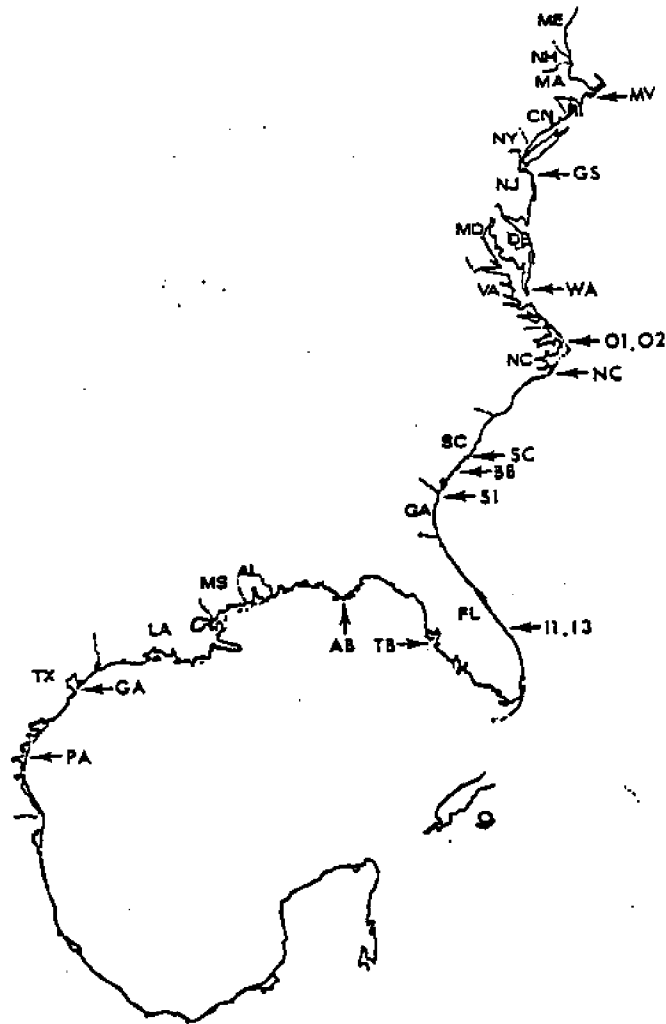 ME
NH
MA
MV
CN RI
NY
GS
NJ
MD DE
VA WA
O1,O2
NC
NC
SC
SC
BB
GA SI
MS AL
LA
FL
I1,I3
AB TB
TX
GA
PA